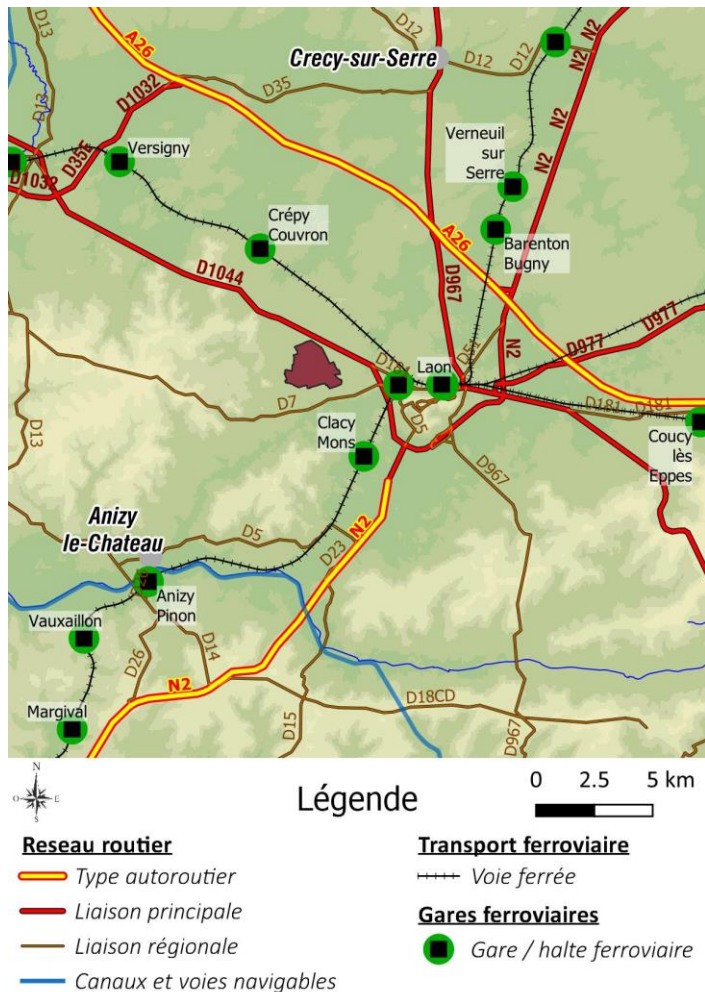 D13
A26
D12
Crecy-sur-Serre
D12
D12
N2
N2
D1032
D35
D13
N2
Verneuil
sur
Serre
Versigny
D35E
D1032
N2
Crépy
Couvron
A26
Barenton
Bugny
D1044
D967
D977
D977
N2
D51
D181
Laon
D7
D181
D181
D5
Clacy
Mons
Coucy
lès
Eppes
D13
D967
Anizy
le-Chateau
D5
N2
D23
Anizy
Pinon
Vauxaillon
D14
D26
N2
D18CD
Margival
D15
D967
N
O
E
S
Légende
0 2.5 5 km
Reseau routier
Type autoroutier
Liaison principale
Liaison régionale
Canaux et voies navigables
Transport ferroviaire
Voie ferrée
Gares ferroviaires
Gare / halte ferroviaire